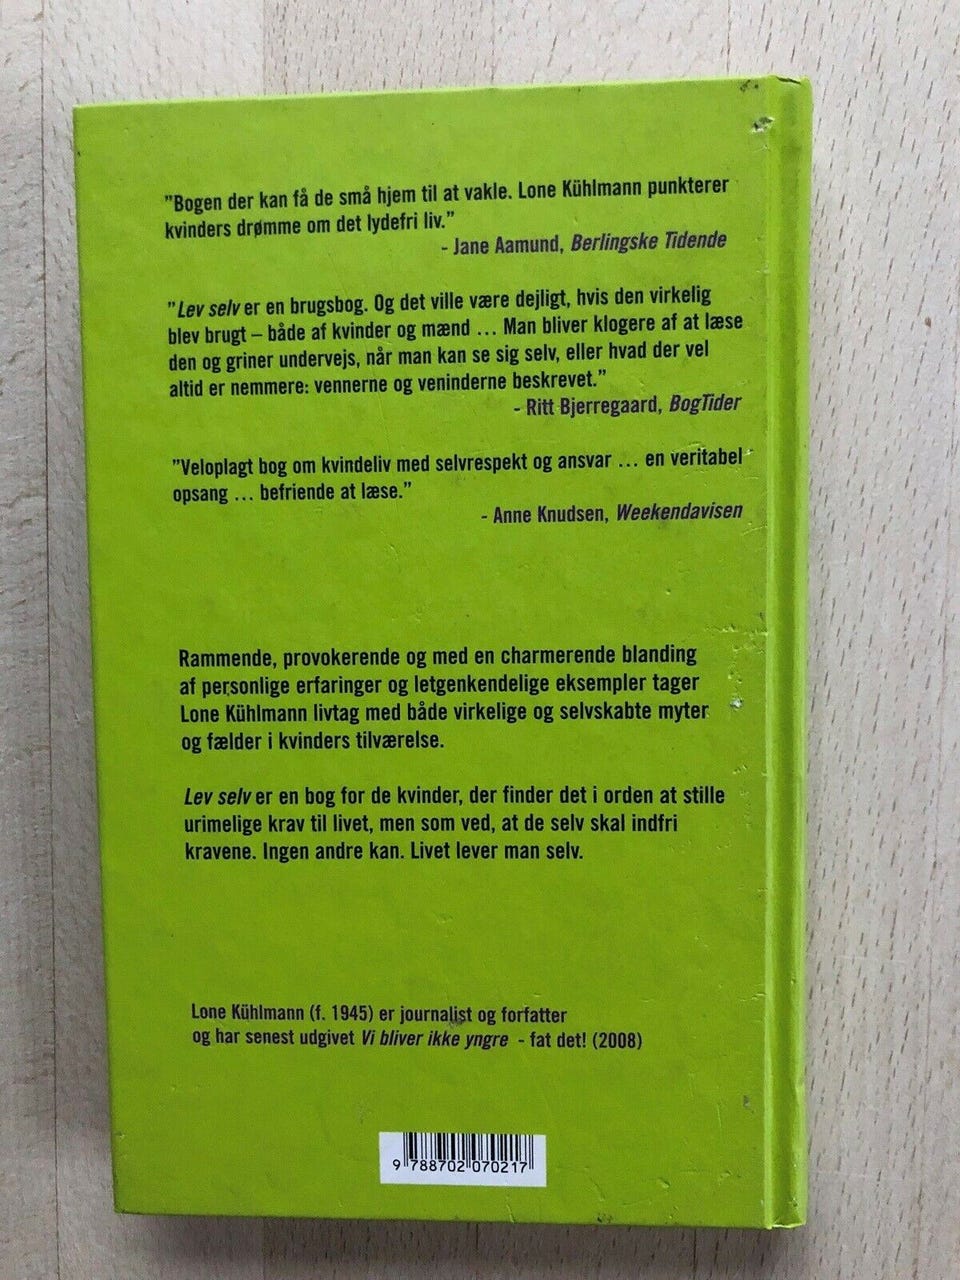 "Bogen der kan få de små hjem til at vakle. Lone Kühlmann punkterer
kvinders drømme om det lydefri liv."
- Jane Aamund, Berlingske Tidende
"Lev selv er en brugsbog. Og det ville være dejligt, hvis den virkelig
blev brugt – både af kvinder og mænd ... Man bliver klogere af at læse
den og griner undervejs, når man kan se sig selv, eller hvad der vel
altid er nemmere: vennerne og veninderne beskrevet."
- Ritt Bjerregaard, BogTider
"Veloplagt bog om kvindeliv med selvrespekt og ansvar ... en veritabel
opsang ... befriende at læse."
- Anne Knudsen, Weekendavisen
Rammende, provokerende og med en charmerende blanding
af personlige erfaringer og letgenkendelige eksempler tager
Lone Kühlmann livtag med både virkelige og selvskabte myter
og fælder i kvinders tilværelse.
Lev selv er en bog for de kvinder, der finder det i orden at stille
urimelige krav til livet, men som ved, at de selv skal indfri
kravene. Ingen andre kan. Livet lever man selv.
Lone Kühlmann (f. 1945) er journalist og forfatter
og har senest udgivet Vi bliver ikke yngre - fat det! (2008)
9 788702 070217